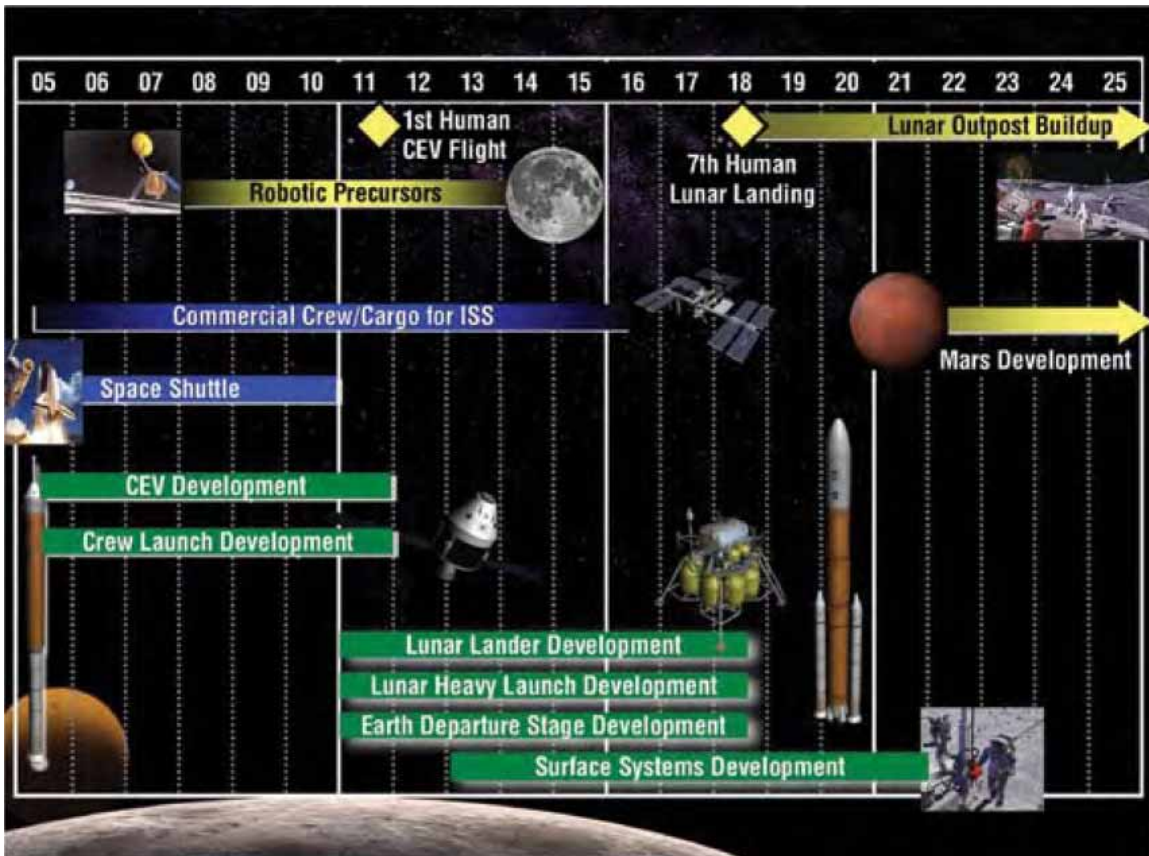 05 06 07 08 09 10 11 12 13 14 15 16 17 18 19 20 21 22 23 24 25
1st Human
CEV Flight
Lunar Outpost Buildup
7th Human
Lunar Landing
Robotic Precursors
Commercial Crew/Cargo for ISS
Mars Development
Space Shuttle
CEV Development
Crew Launch Development
Lunar Lander Development
Lunar Heavy Launch Development
Earth Departure Stage Development
Surface Systems Development